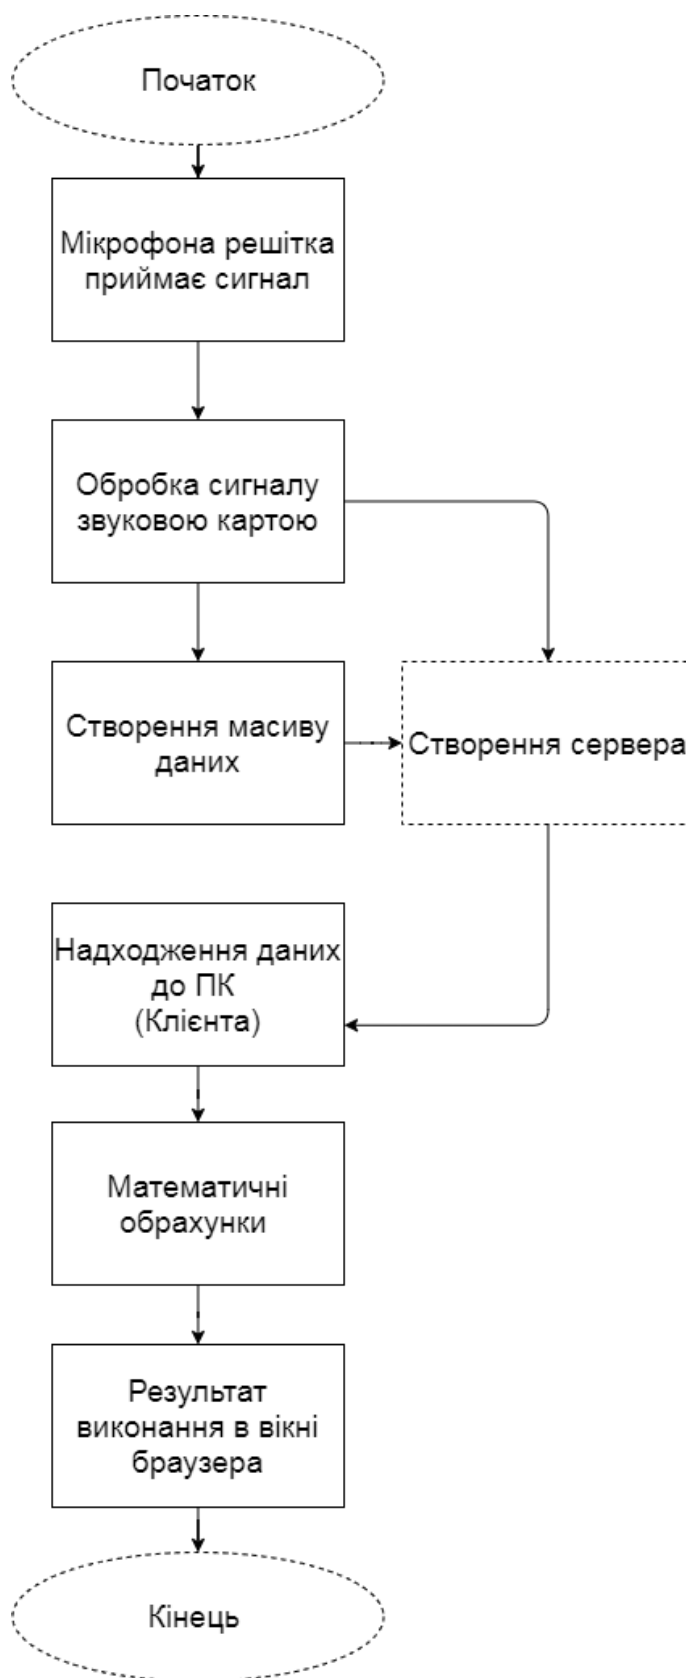 Початок
Мікрофона решітка
приймає сигнал
Обробка сигналу
звуковою картою
Створення масиву
даних
Створення сервера
Надходження даних
до ПК
(Клієнта)
Математичні
обрахунки
Результат
виконання в вікні
браузера
Кінець